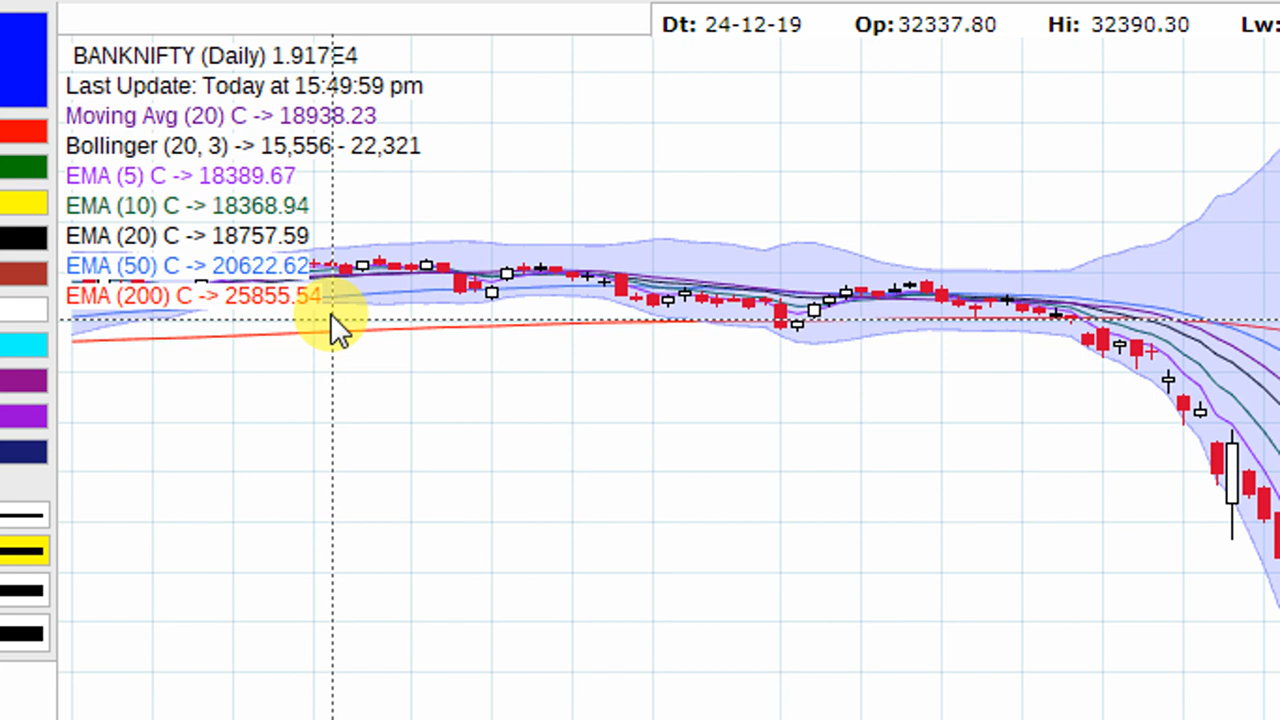 Dt: 24-12-19 Op: 32337.80 Hi: 32390.30 Lw:
BANKNIFTY (Daily) 1.917E4
Last Update: Today at 15:49:59 pm
Moving Avg (20) C -> 18938.23
Bollinger (20, 3) -> 15,556 - 22,321
EMA (5) C -> 18389.67
EMA (10) C -> 18368.94
EMA (20) C -> 18757.59
EMA (50) C -> 20622.62
EMA (200) C -> 25855.54